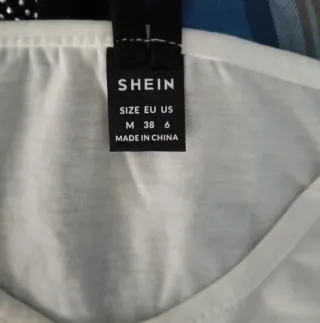 SHEIN
SIZE EU US
M 38 6
MADE IN CHINA